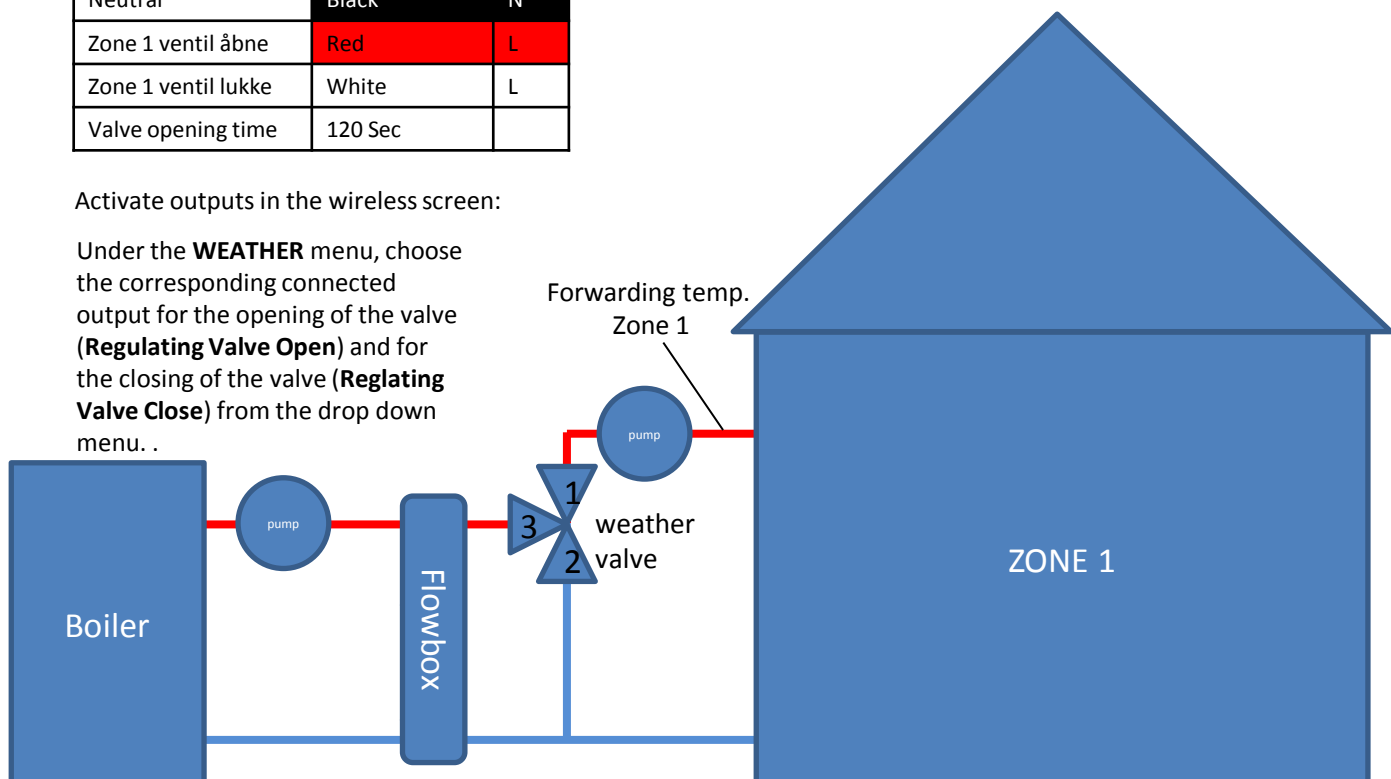 Neutral Black N
Zone 1 ventil åbne Red L
Zone 1 ventil lukke White L
Valve opening time 120 Sec
Activate outputs in the wireless screen:
Under the WEATHER menu, choose
the corresponding connected
output for the opening of the valve
(Regulating Valve Open) and for
the closing of the valve (Reglating
Valve Close) from the drop down
menu. .
Forwarding temp.
Zone 1
pump
pump
1
3
2
weather
valve
Flowbox
Boiler
ZONE 1